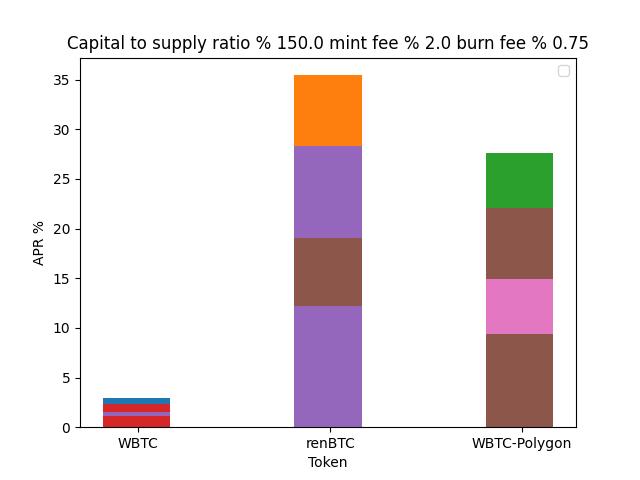 Capital to supply ratio % 150.0 mint fee % 2.0 burn fee % 0.75
APR %
35
30
25
20
15
10
5
0
WBTC
renBTC
WBTC-Polygon
Token